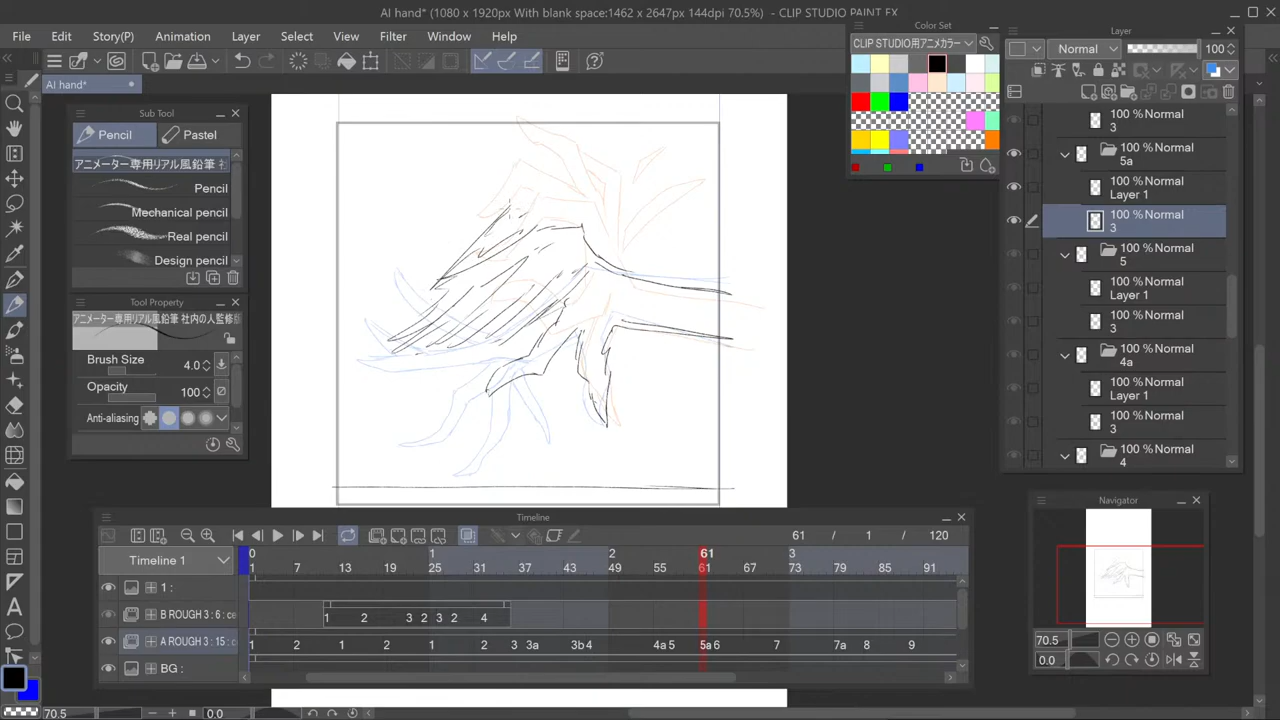 AI hand* (1080 x 1920px With blank space:1462 x 2647px 144dpi 70.5%) - CLIP STUDIO PAINT EX
File Edit Story(P) Animation Layer Select View Filter Window Help
AI hand*
Sub Tool
Pencil Pastel
アニメーター専用リアル風鉛筆 社
Pencil
Mechanical pencil
Real pencil
Design pencil
Tool Property
アニメーター専用リアル風鉛筆 社内の人監修
Brush Size 4.0
Opacity 100
Anti-aliasing
Color Set
CLIP STUDIO用アニメカラー
Layer
Normal 100
100 %Normal
3
100 %Normal
5a
100 %Normal
Layer 1
100 %Normal
3
100 %Normal
5
100 %Normal
Layer 1
100 %Normal
3
100 %Normal
4a
100 %Normal
Layer 1
100 %Normal
3
100 %Normal
4
Navigator
70.5
0.0
Timeline
61 / 1 / 120
Timeline 1
0 1 2 61 3
1 7 13 19 25 31 37 43 49 55 61 67 73 79 85 91
1 :
B ROUGH 3 : 6 : ce 1 2 3 2 3 2 4
A ROUGH 3 : 15 : ce 1 2 1 2 1 2 3 3a 3b 4 4a 5 5a 6 7 7a 8 9
BG :
70.5 0.0